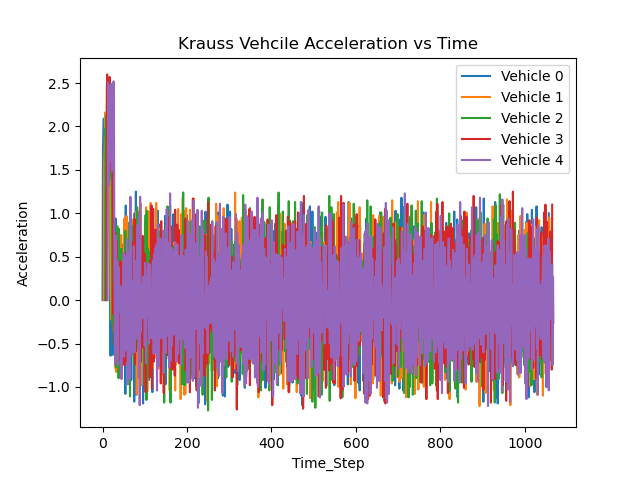 Krauss Vehcile Acceleration vs Time
Vehicle 0
Vehicle 1
Vehicle 2
Vehicle 3
Vehicle 4
Acceleration
2.5
2.0
1.5
1.0
0.5
0.0
−0.5
−1.0
0 200 400 600 800 1000
Time_Step